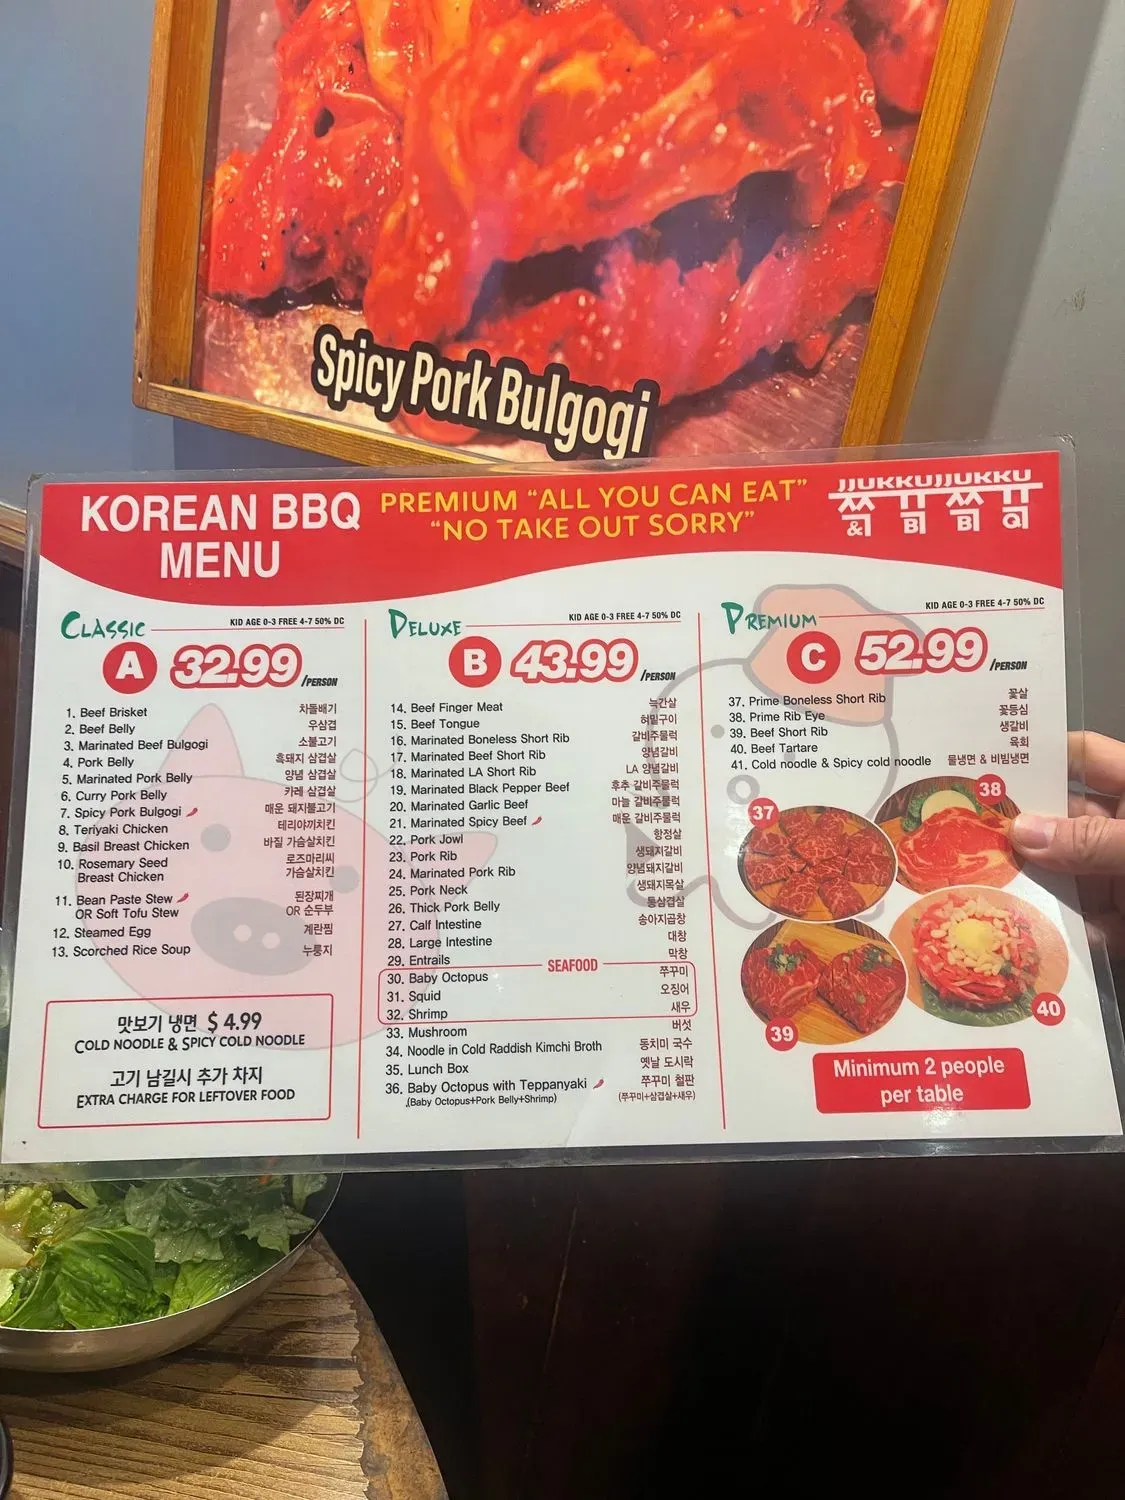 Spicy Pork Bulgogi
KOREAN BBQ
MENU
PREMIUM “ALL YOU CAN EAT”
“NO TAKE OUT SORRY”
JJUKKUJJUKKU
CLASSIC
KID AGE 0-3 FREE 4-7 50% DC
A 32.99 /PERSON
1. Beef Brisket 차돌배기
2. Beef Belly 우삼겹
3. Marinated Beef Bulgogi 소불고기
4. Pork Belly 흑돼지 삼겹살
5. Marinated Pork Belly 양념 삼겹살
6. Curry Pork Belly 카레 삼겹살
7. Spicy Pork Bulgogi 매운 돼지불고기
8. Teriyaki Chicken 테리야끼치킨
9. Basil Breast Chicken 바질 가슴살치킨
10. Rosemary Seed 로즈마리씨
Breast Chicken 가슴살치킨
11. Bean Paste Stew 된장찌개
OR Soft Tofu Stew OR 순두부
12. Steamed Egg 계란찜
13. Scorched Rice Soup 누룽지
맛보기 냉면 $ 4.99
COLD NOODLE & SPICY COLD NOODLE
고기 남길시 추가 차지
EXTRA CHARGE FOR LEFTOVER FOOD
DELUXE
KID AGE 0-3 FREE 4-7 50% DC
B 43.99 /PERSON
14. Beef Finger Meat 늑간살
15. Beef Tongue 혀밑구이
16. Marinated Boneless Short Rib 갈비주물럭
17. Marinated Beef Short Rib 양념갈비
18. Marinated LA Short Rib LA 양념갈비
19. Marinated Black Pepper Beef 후추 갈비주물럭
20. Marinated Garlic Beef 마늘 갈비주물럭
21. Marinated Spicy Beef 매운 갈비주물럭
22. Pork Jowl 항정살
23. Pork Rib 생돼지갈비
24. Marinated Pork Rib 양념돼지갈비
25. Pork Neck 생돼지목살
26. Thick Pork Belly 통삼겹살
27. Calf Intestine 송아지곱창
28. Large Intestine 대창
29. Entrails 막창
SEAFOOD
30. Baby Octopus 쭈꾸미
31. Squid 오징어
32. Shrimp 새우
33. Mushroom 버섯
34. Noodle in Cold Raddish Kimchi Broth 동치미 국수
35. Lunch Box 옛날 도시락
36. Baby Octopus with Teppanyaki 쭈꾸미 철판
(Baby Octopus+Pork Belly+Shrimp) (쭈꾸미+삼겹살+새우)
PREMIUM
KID AGE 0-3 FREE 4-7 50% DC
C 52.99 /PERSON
37. Prime Boneless Short Rib 꽃살
38. Prime Rib Eye 꽃등심
39. Beef Short Rib 생갈비
40. Beef Tartare 육회
41. Cold noodle & Spicy cold noodle 물냉면 & 비빔냉면
37
38
39
40
Minimum 2 people
per table